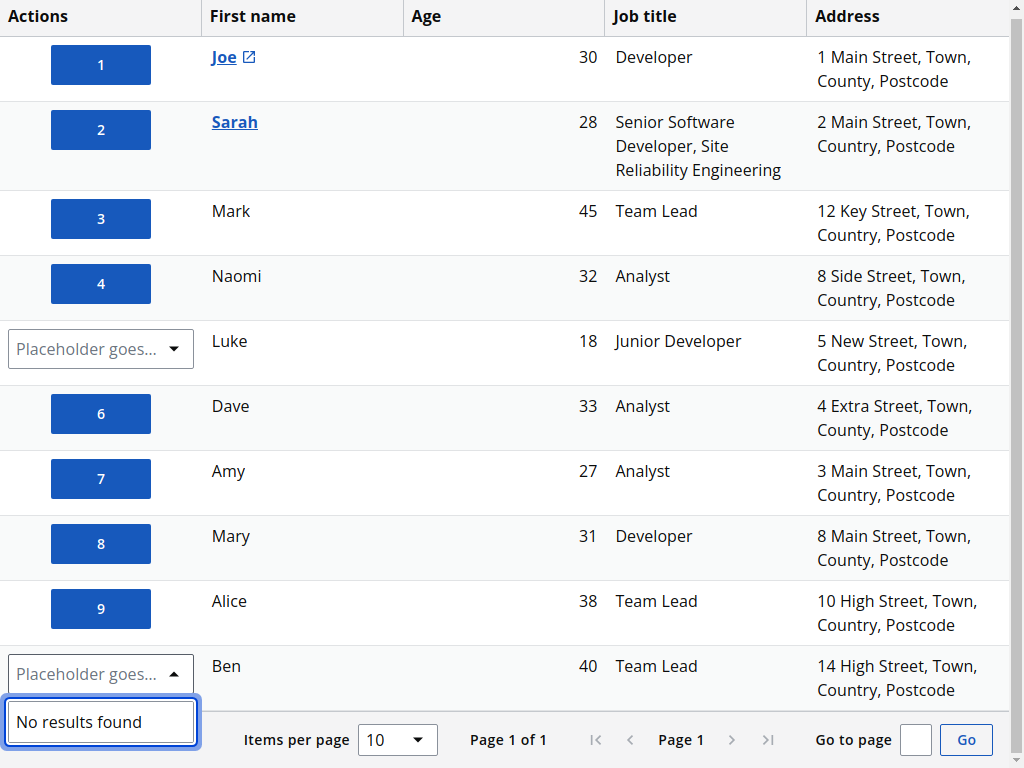 Actions First name Age Job title Address
1 Joe 30 Developer 1 Main Street, Town,
County, Postcode
2 Sarah 28 Senior Software 2 Main Street, Town,
Developer, Site Country, Postcode
Reliability Engineering
3 Mark 45 Team Lead 12 Key Street, Town,
Country, Postcode
4 Naomi 32 Analyst 8 Side Street, Town,
Country, Postcode
Placeholder goes... Luke 18 Junior Developer 5 New Street, Town,
Country, Postcode
6 Dave 33 Analyst 4 Extra Street, Town,
County, Postcode
7 Amy 27 Analyst 3 Main Street, Town,
Country, Postcode
8 Mary 31 Developer 8 Main Street, Town,
County, Postcode
9 Alice 38 Team Lead 10 High Street, Town,
Country, Postcode
Placeholder goes... Ben 40 Team Lead 14 High Street, Town,
Country, Postcode
No results found
Items per page 10 Page 1 of 1 Page 1 Go to page Go